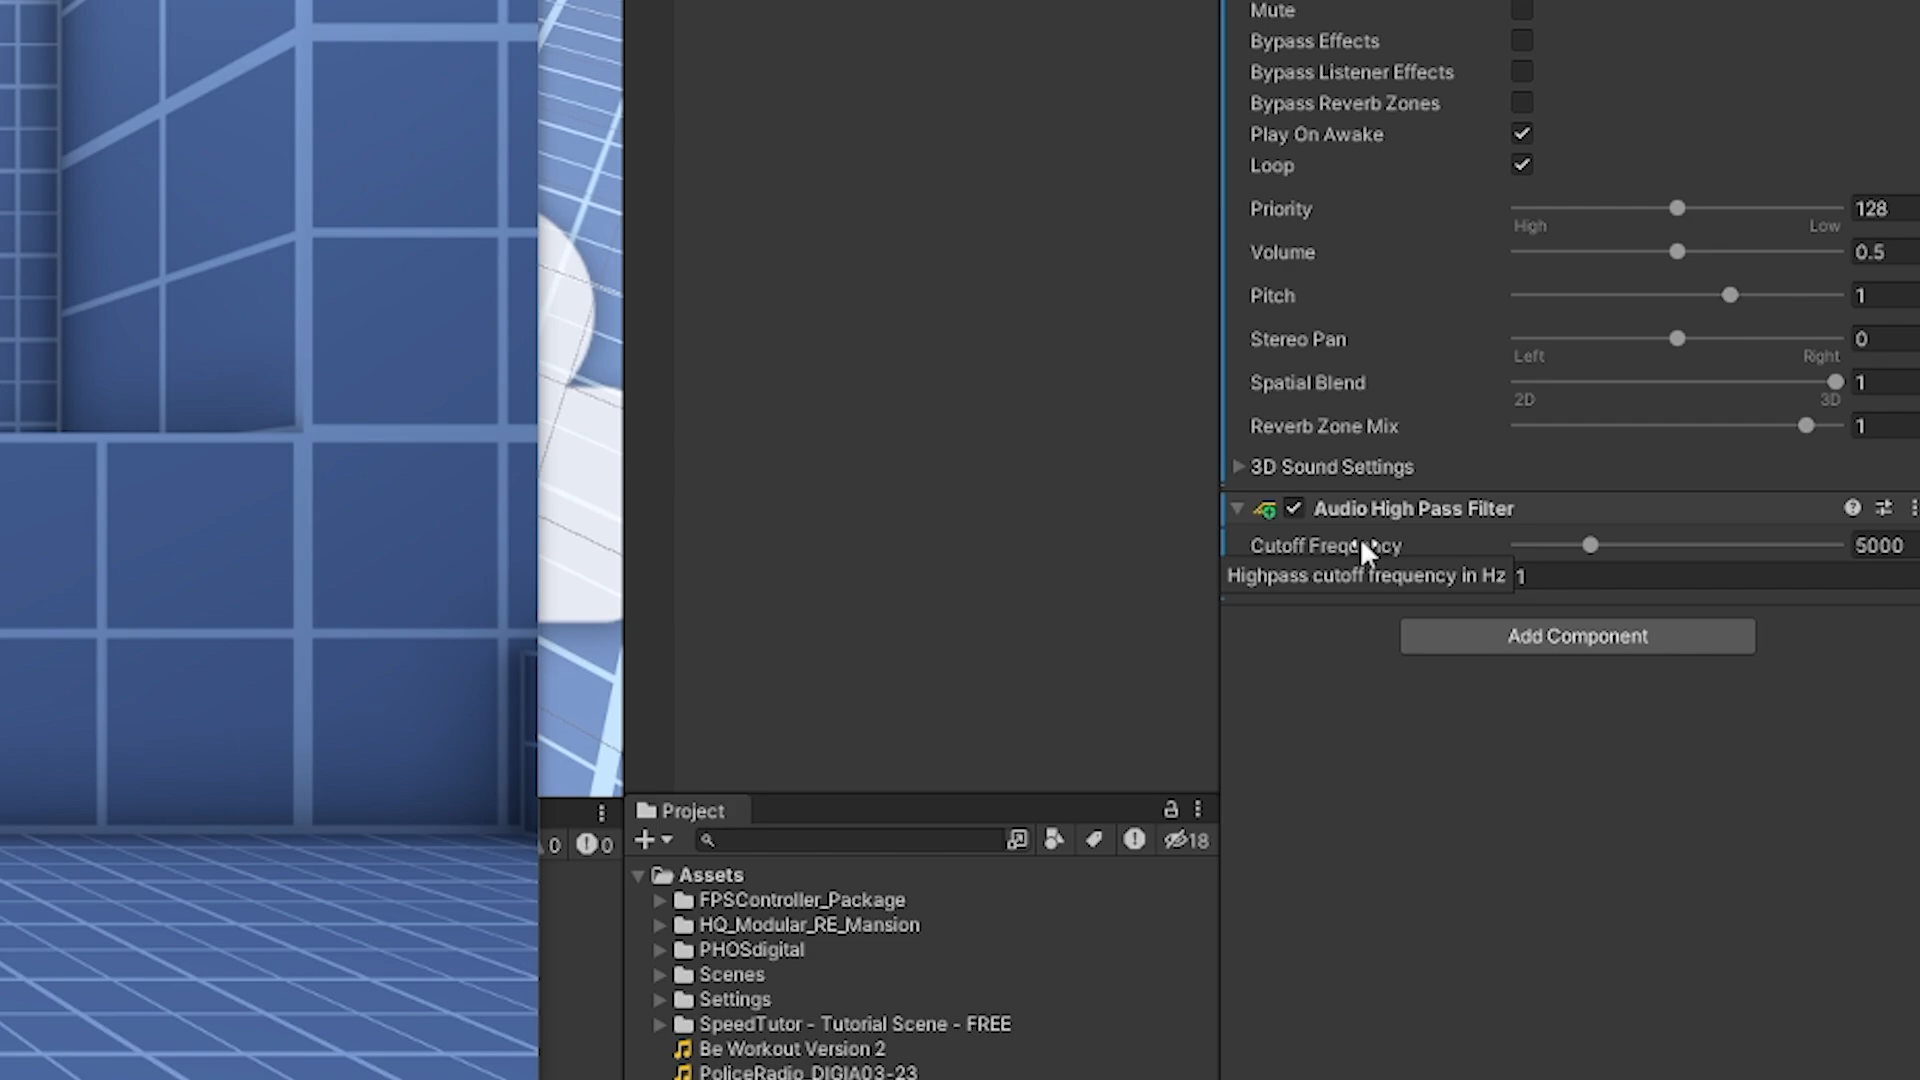 Mute
Bypass Effects
Bypass Listener Effects
Bypass Reverb Zones
Play On Awake
Loop
Priority 128
High Low
Volume 0.5
Pitch 1
Stereo Pan 0
Left Right
Spatial Blend 1
2D 3D
Reverb Zone Mix 1
3D Sound Settings
Audio High Pass Filter
Cutoff Frequency 5000
Highpass cutoff frequency in Hz 1
Add Component
Project
0 0
18
Assets
FPSController_Package
HQ_Modular_RE_Mansion
PHOSdigital
Scenes
Settings
SpeedTutor - Tutorial Scene - FREE
Be Workout Version 2
PoliceRadio_DIGIA03-23